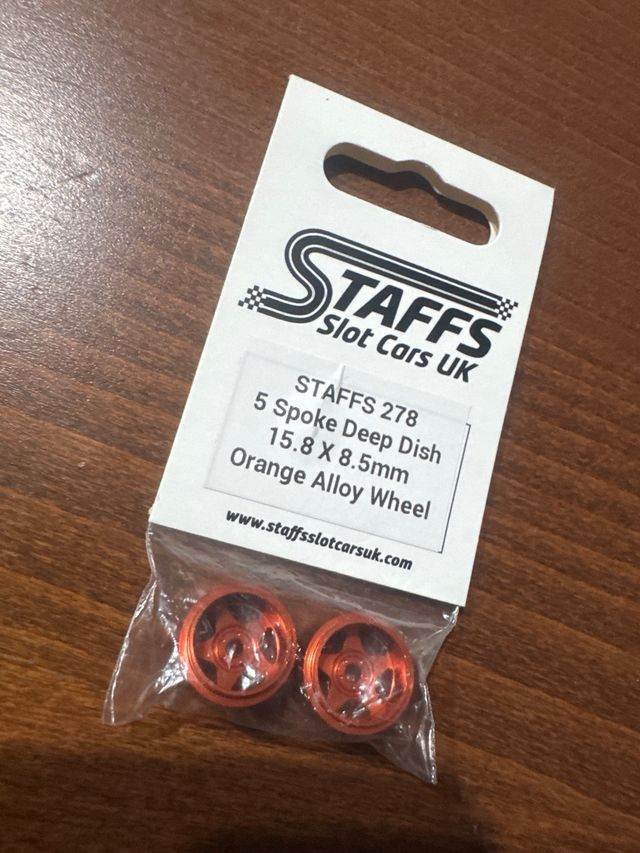 STAFFS
Slot Cars UK
STAFFS 278
5 Spoke Deep Dish
15.8 X 8.5mm
Orange Alloy Wheel
www.staffsslotcarsuk.com